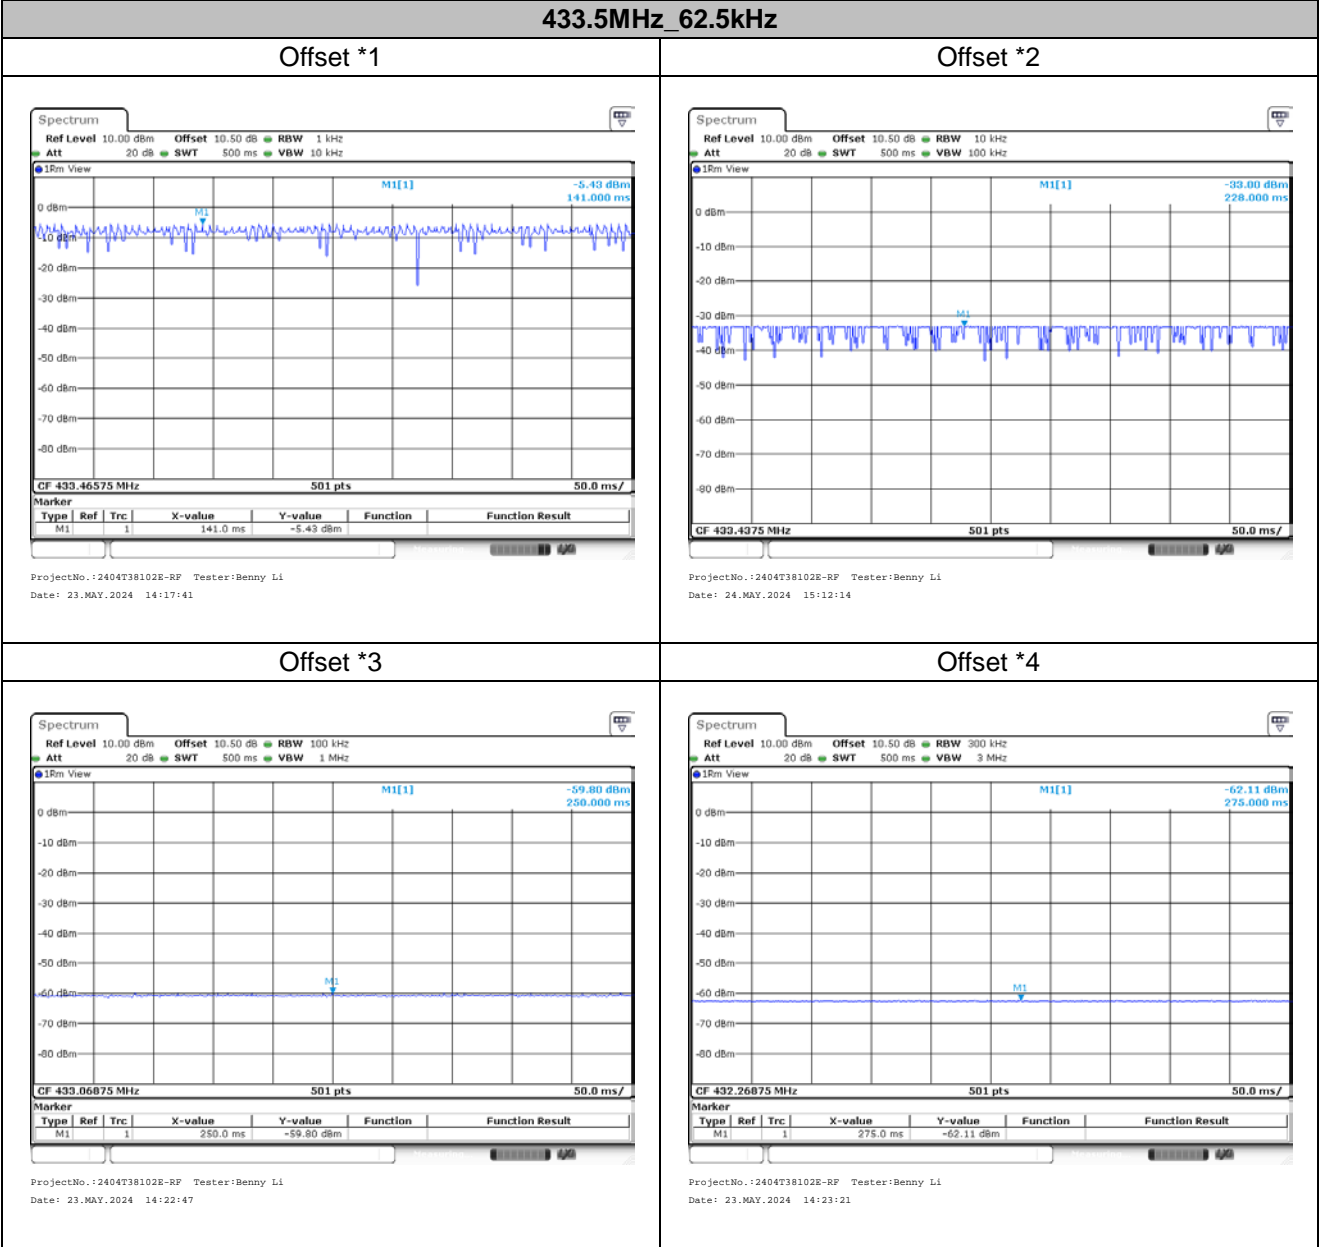 433.5MHz_62.5kHz
Offset *1
Offset *2
Spectrum
Ref Level 10.00 dBm Offset 10.50 dB RBW 1 kHz
Att 20 dB SWT 500 ms VBW 10 kHz
1Rm View
M1[1] -5.43 dBm
141.000 ms
M1
0 dBm
-10 dBm
-20 dBm
-30 dBm
-40 dBm
-50 dBm
-60 dBm
-70 dBm
-80 dBm
CF 433.46575 MHz 501 pts 50.0 ms/
Marker
Type Ref Trc X-value Y-value Function Function Result
M1 1 141.0 ms -5.43 dBm
ProjectNo.:2404T38102E-RF Tester:Benny Li
Date: 23.MAY.2024 14:17:41
Spectrum
Ref Level 10.00 dBm Offset 10.50 dB RBW 10 kHz
Att 20 dB SWT 500 ms VBW 100 kHz
1Rm View
M1[1] -33.00 dBm
228.000 ms
0 dBm
-10 dBm
-20 dBm
-30 dBm
M1
-40 dBm
-50 dBm
-60 dBm
-70 dBm
-80 dBm
CF 433.4375 MHz 501 pts 50.0 ms/
ProjectNo.:2404T38102E-RF Tester:Benny Li
Date: 24.MAY.2024 15:12:14
Offset *3
Offset *4
Spectrum
Ref Level 10.00 dBm Offset 10.50 dB RBW 100 kHz
Att 20 dB SWT 500 ms VBW 1 MHz
1Rm View
M1[1] -59.80 dBm
250.000 ms
0 dBm
-10 dBm
-20 dBm
-30 dBm
-40 dBm
-50 dBm
M1
-60 dBm
-70 dBm
-80 dBm
CF 433.06875 MHz 501 pts 50.0 ms/
Marker
Type Ref Trc X-value Y-value Function Function Result
M1 1 250.0 ms -59.80 dBm
ProjectNo.:2404T38102E-RF Tester:Benny Li
Date: 23.MAY.2024 14:22:47
Spectrum
Ref Level 10.00 dBm Offset 10.50 dB RBW 300 kHz
Att 20 dB SWT 500 ms VBW 3 MHz
1Rm View
M1[1] -62.11 dBm
275.000 ms
0 dBm
-10 dBm
-20 dBm
-30 dBm
-40 dBm
-50 dBm
M1
-60 dBm
-70 dBm
-80 dBm
CF 432.26875 MHz 501 pts 50.0 ms/
Marker
Type Ref Trc X-value Y-value Function Function Result
M1 1 275.0 ms -62.11 dBm
ProjectNo.:2404T38102E-RF Tester:Benny Li
Date: 23.MAY.2024 14:23:21